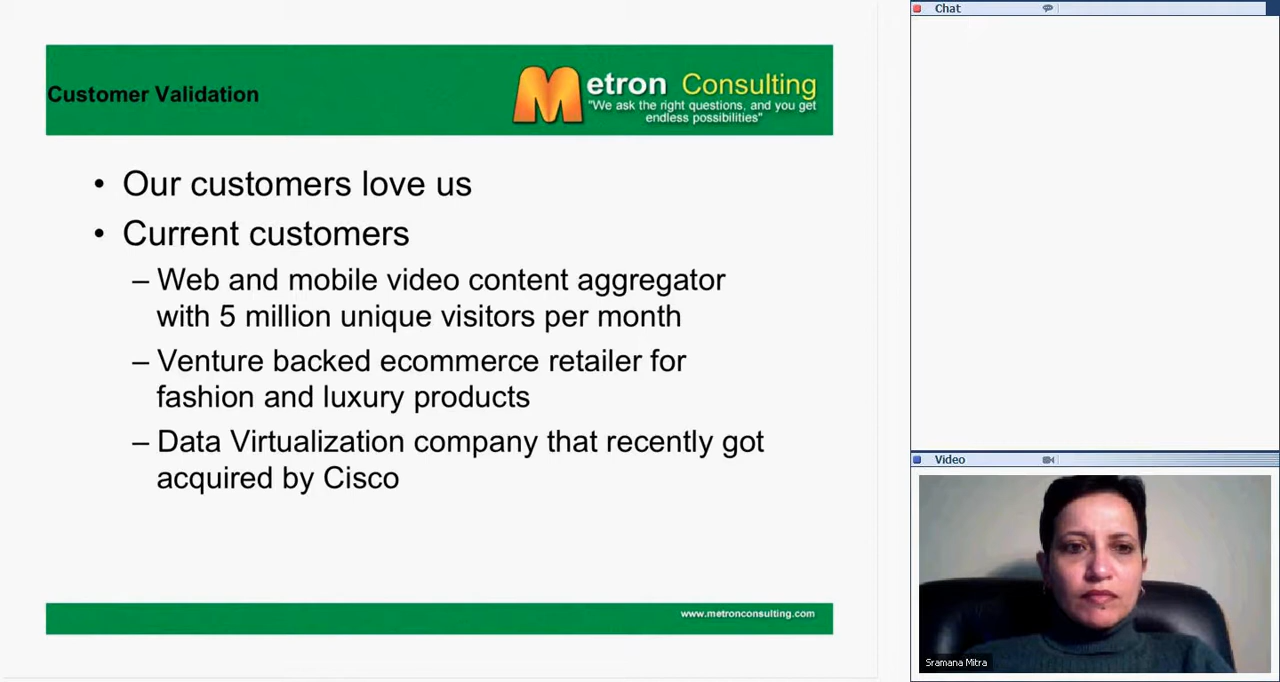 Customer Validation
Metron Consulting
"We ask the right questions, and you get
endless possibilities"
• Our customers love us
• Current customers
– Web and mobile video content aggregator
with 5 million unique visitors per month
– Venture backed ecommerce retailer for
fashion and luxury products
– Data Virtualization company that recently got
acquired by Cisco
www.metronconsulting.com
Chat
Video
Sramana Mitra